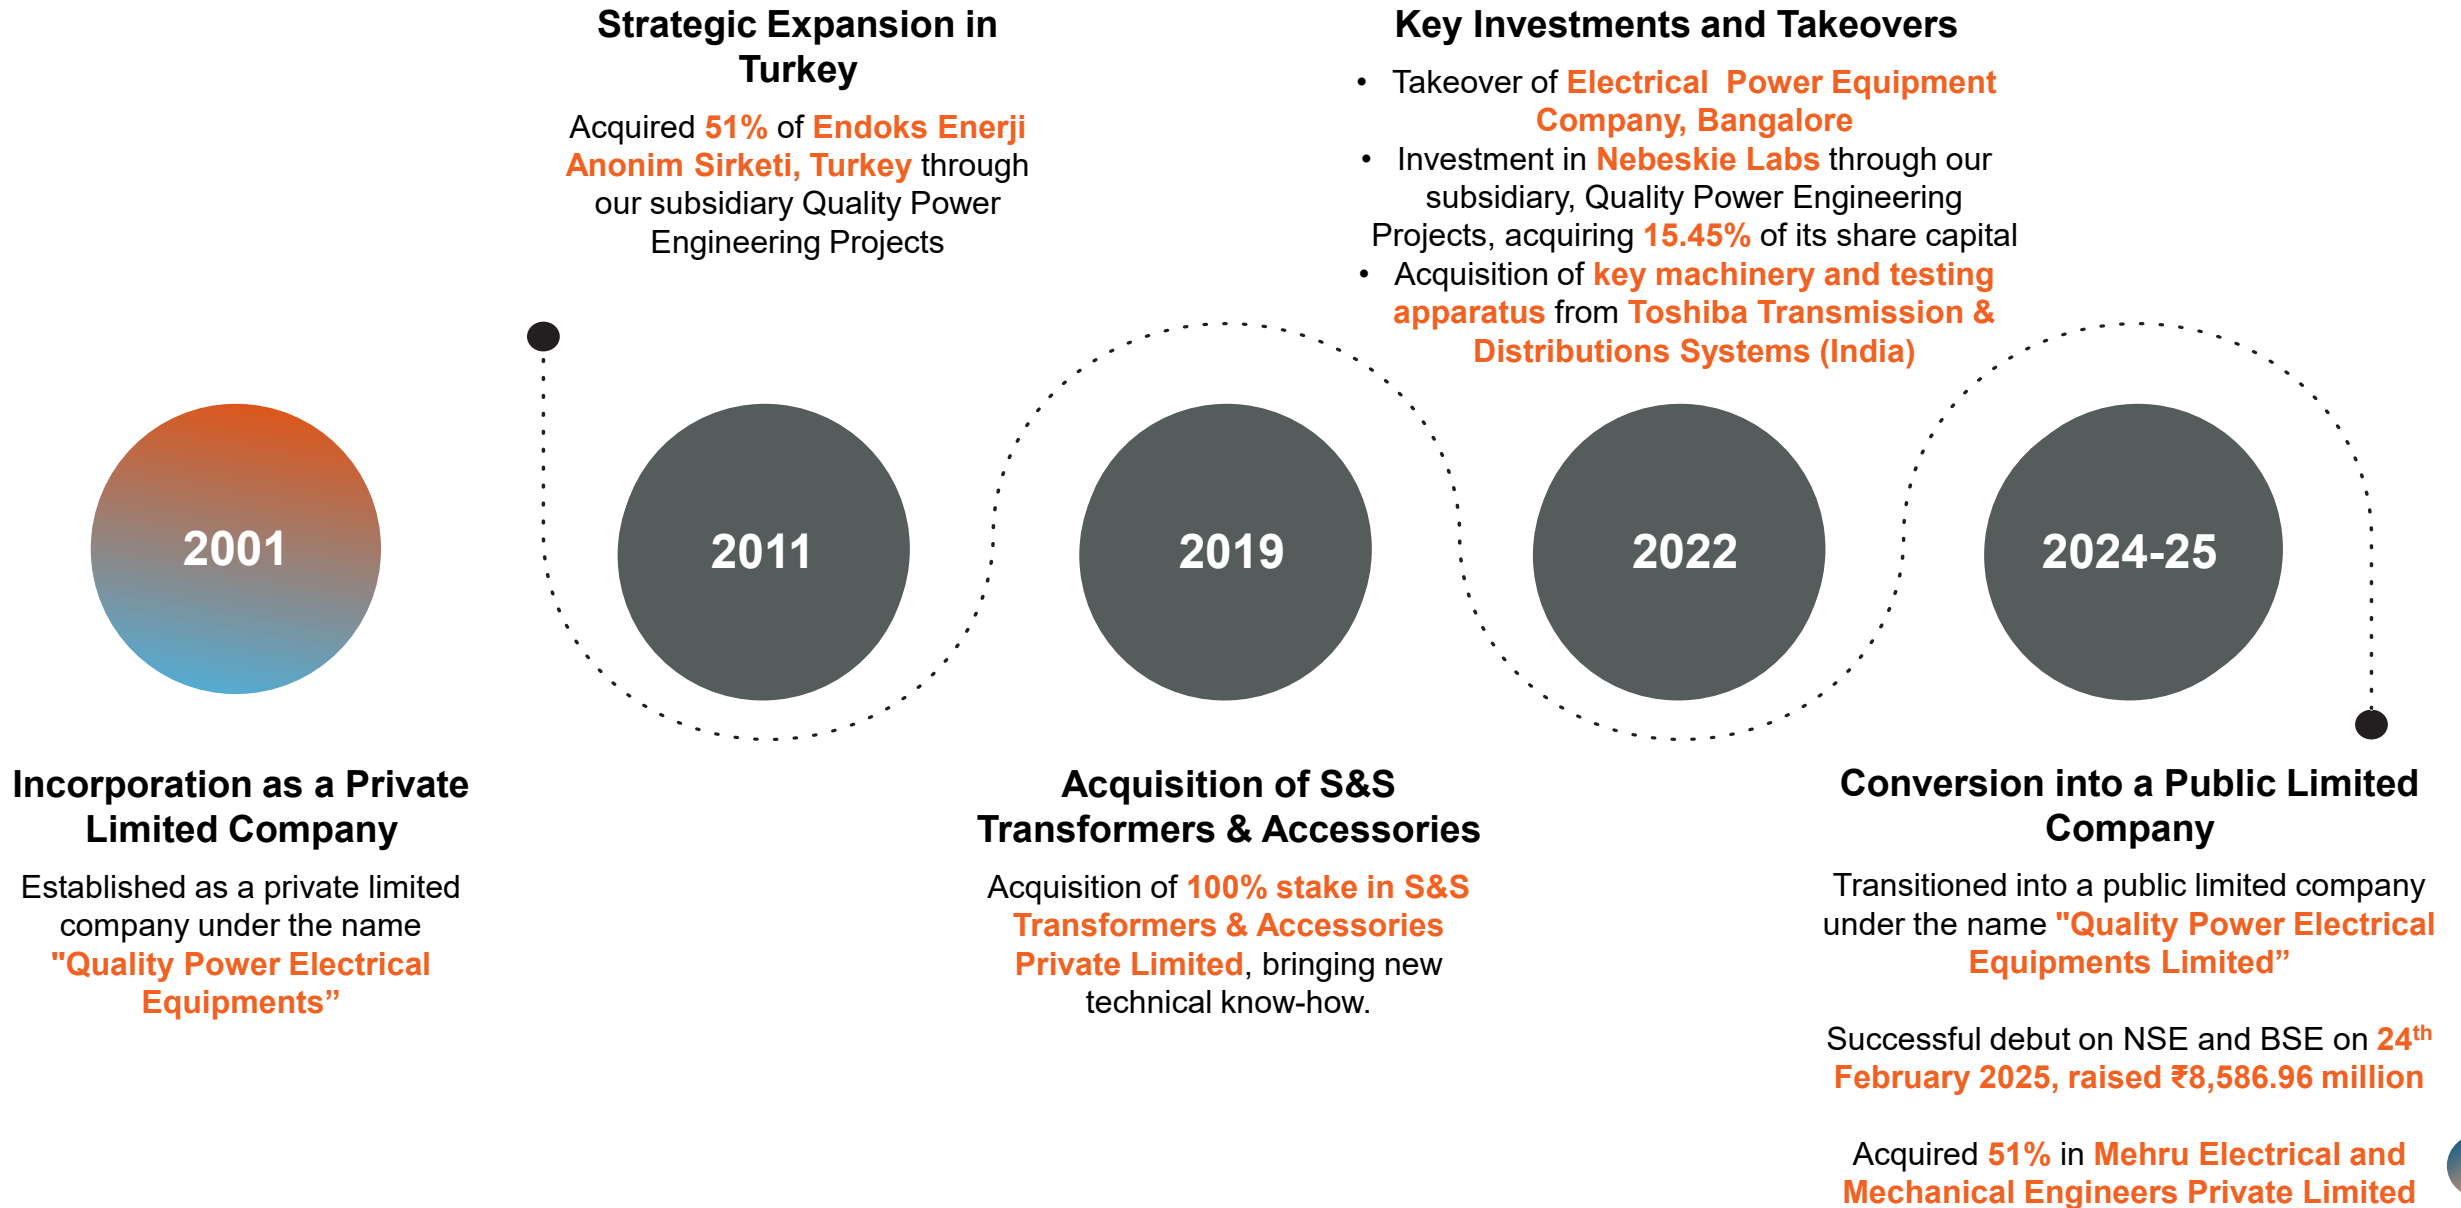 Strategic Expansion in
Turkey
Acquired 51% of Endoks Enerji
Anonim Sirketi, Turkey through
our subsidiary Quality Power
Engineering Projects
Key Investments and Takeovers
• Takeover of Electrical  Power Equipment
Company, Bangalore
• Investment in Nebeskie Labs through our
subsidiary, Quality Power Engineering
Projects, acquiring 15.45% of its share capital
• Acquisition of key machinery and testing
apparatus from Toshiba Transmission &
Distributions Systems (India)
2001
2011
2019
2022
2024-25
Incorporation as a Private
Limited Company
Established as a private limited
company under the name
"Quality Power Electrical
Equipments”
Acquisition of S&S
Transformers & Accessories
Acquisition of 100% stake in S&S
Transformers & Accessories
Private Limited, bringing new
technical know-how.
Conversion into a Public Limited
Company
Transitioned into a public limited company
under the name "Quality Power Electrical
Equipments Limited”
Successful debut on NSE and BSE on 24th
February 2025, raised ₹8,586.96 million
Acquired 51% in Mehru Electrical and
Mechanical Engineers Private Limited